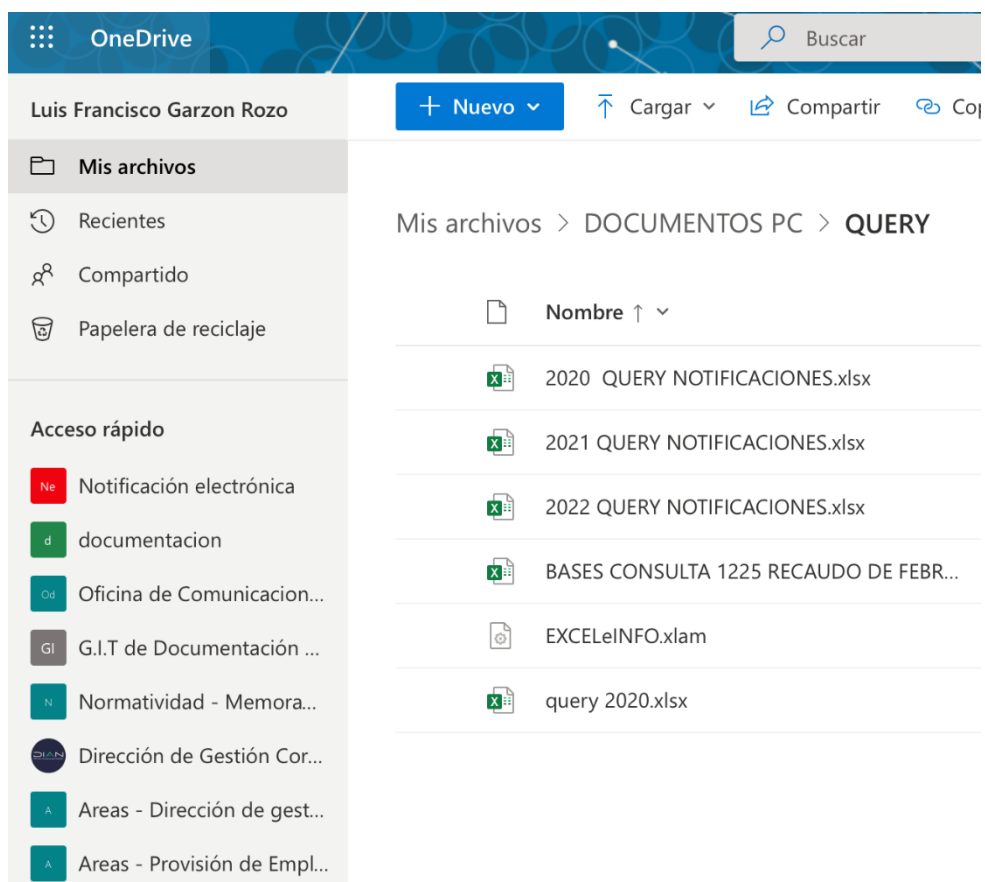 OneDrive
Buscar
Luis Francisco Garzon Rozo
Nuevo
Cargar
Compartir
Cop
Mis archivos
Recientes
Compartido
Papelera de reciclaje
Acceso rápido
Ne Notificación electrónica
d documentacion
Od Oficina de Comunicacion...
GI G.I.T de Documentación ...
N Normatividad - Memora...
DIAN Dirección de Gestión Cor...
A Areas - Dirección de gest...
A Areas - Provisión de Empl...
Mis archivos > DOCUMENTOS PC > QUERY
Nombre ↑
2020  QUERY NOTIFICACIONES.xlsx
2021 QUERY NOTIFICACIONES.xlsx
2022 QUERY NOTIFICACIONES.xlsx
BASES CONSULTA 1225 RECAUDO DE FEBR...
EXCELeINFO.xlam
query 2020.xlsx